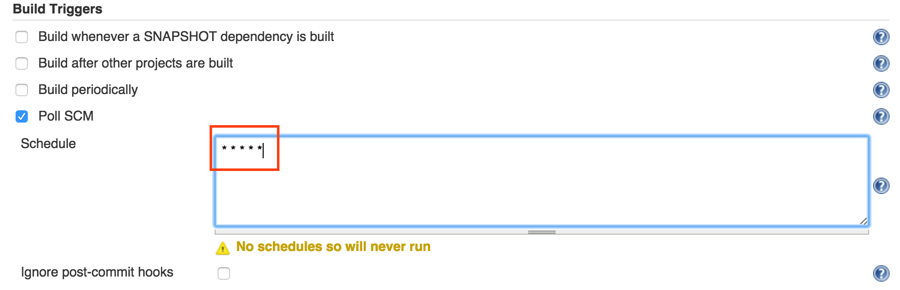 Build Triggers
Build whenever a SNAPSHOT dependency is built
Build after other projects are built
Build periodically
Poll SCM
Schedule
* * * * *
No schedules so will never run
Ignore post-commit hooks